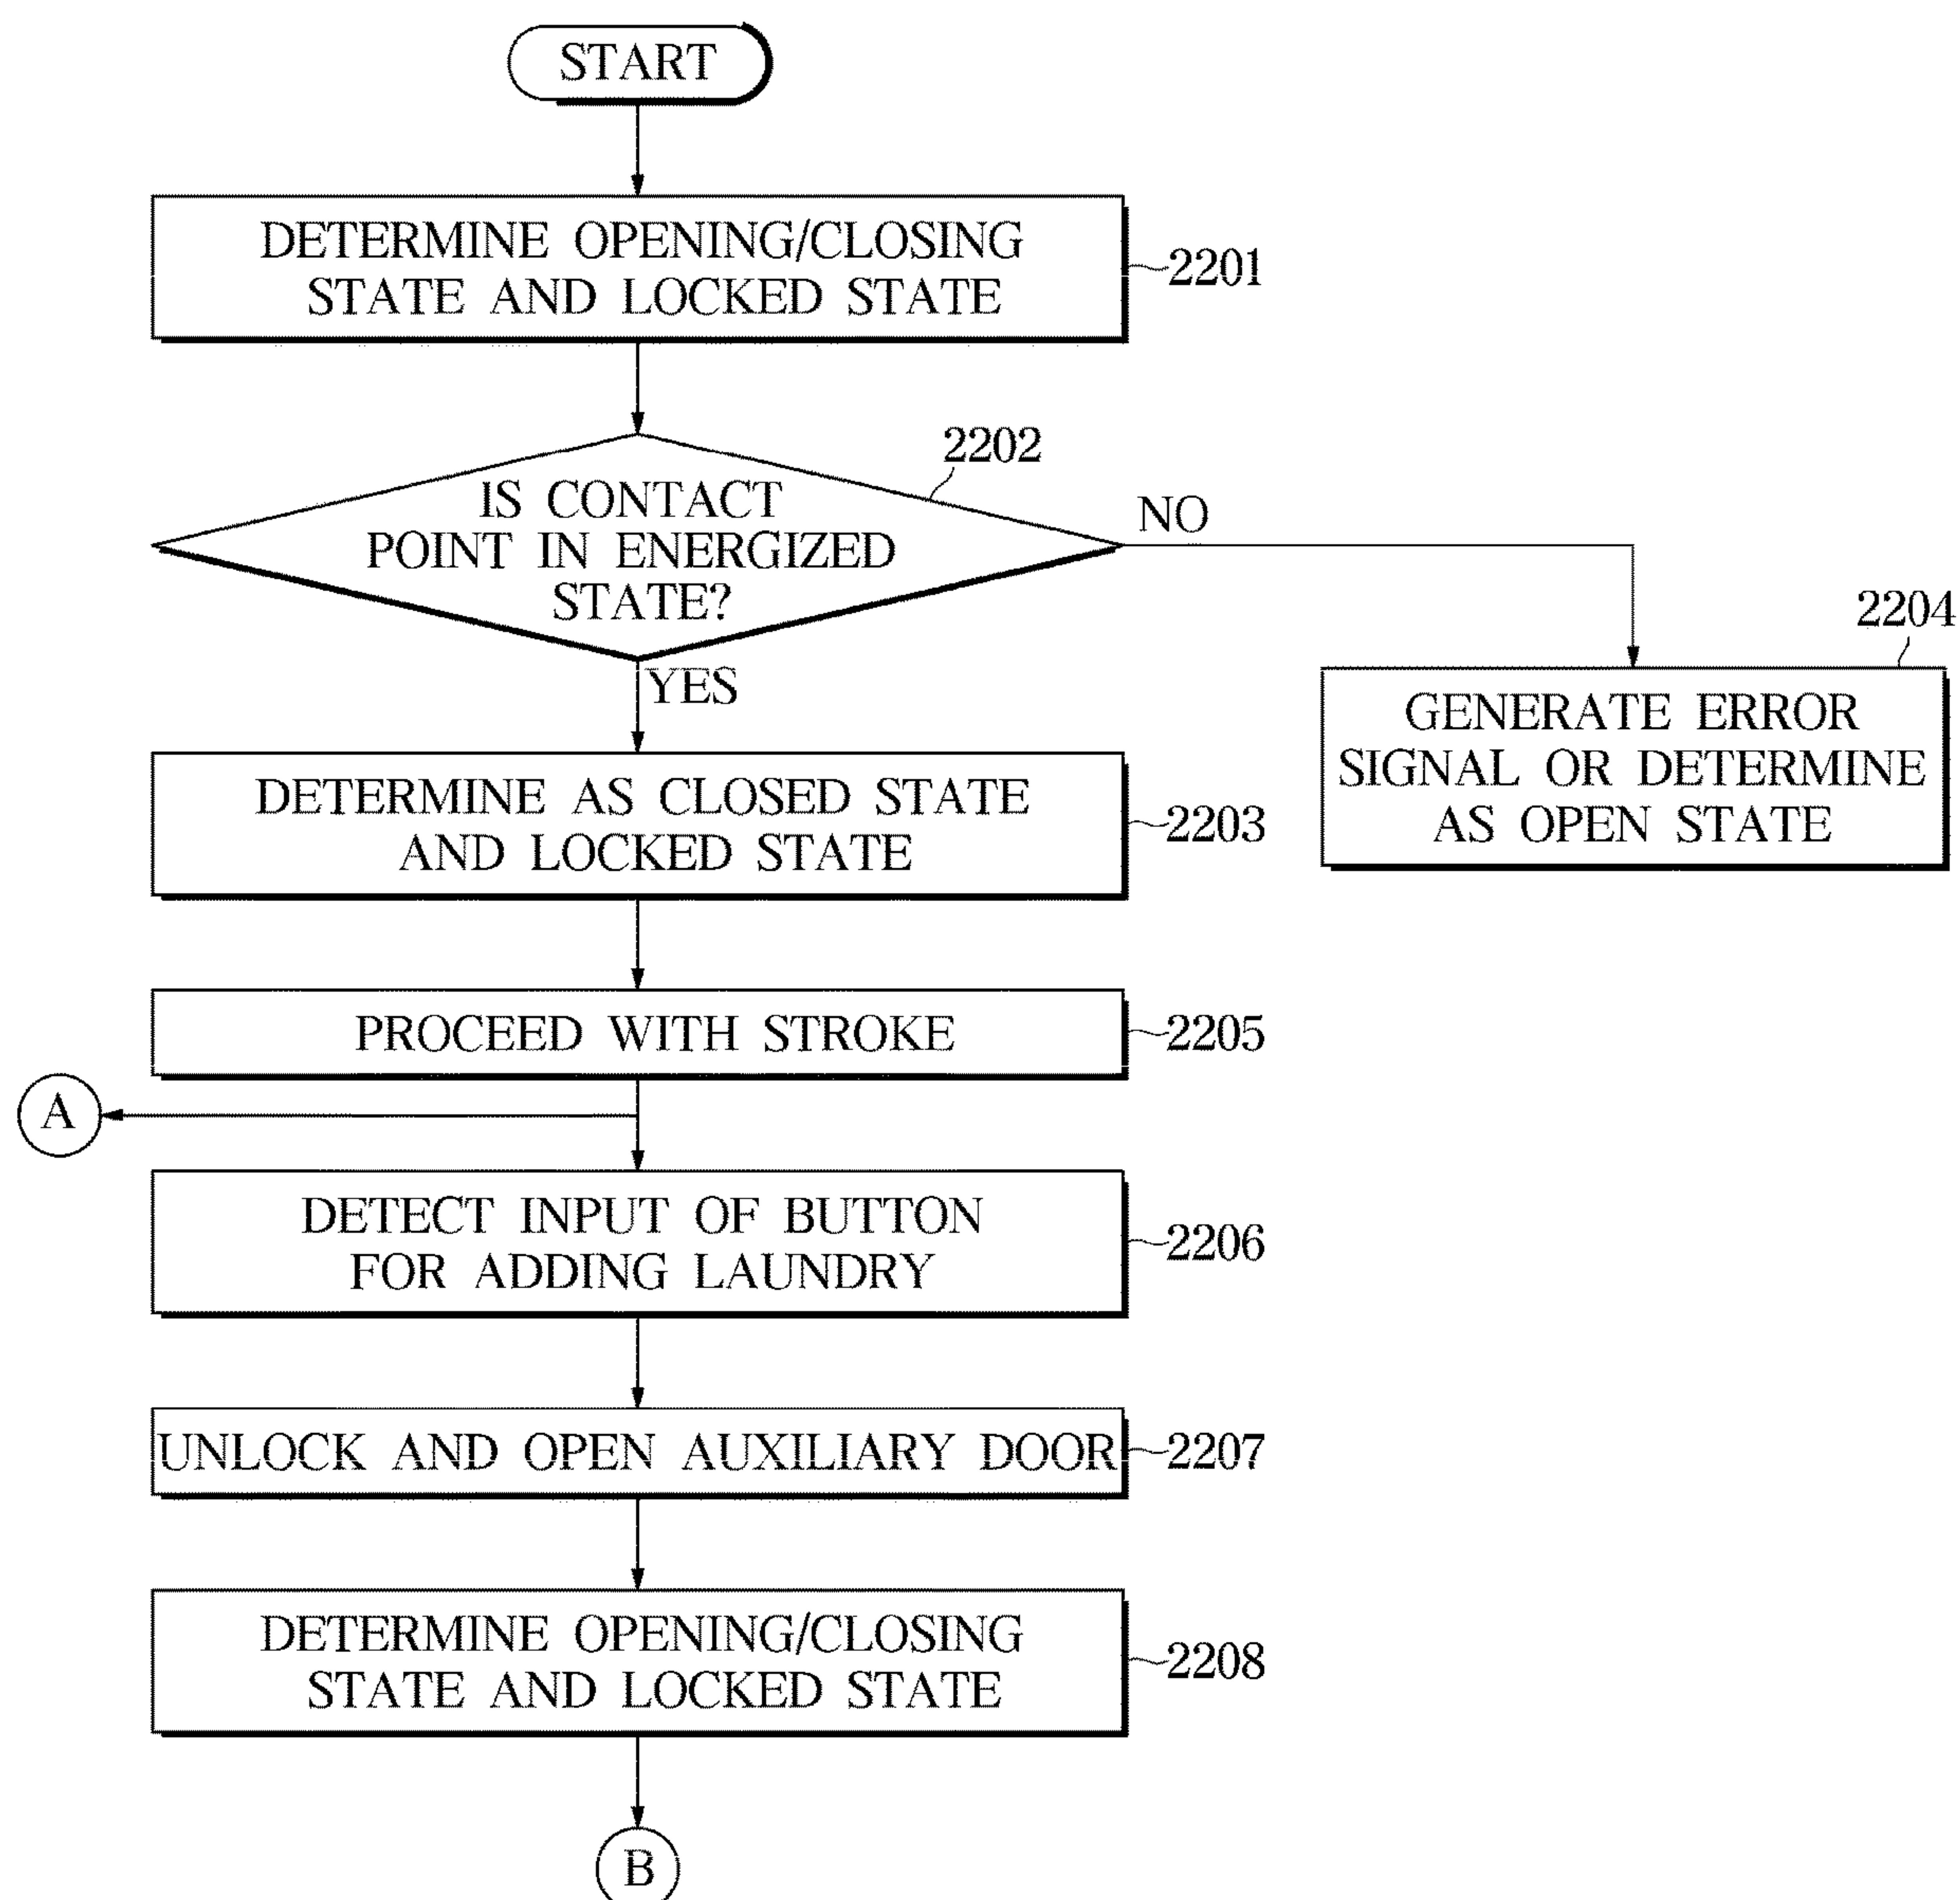 START
DETERMINE OPENING/CLOSING
STATE AND LOCKED STATE
2201
2202
IS CONTACT
POINT IN ENERGIZED
STATE?
NO
YES
2204
GENERATE ERROR
SIGNAL OR DETERMINE
AS OPEN STATE
DETERMINE AS CLOSED STATE
AND LOCKED STATE
2203
PROCEED WITH STROKE
2205
A
DETECT INPUT OF BUTTON
FOR ADDING LAUNDRY
2206
UNLOCK AND OPEN AUXILIARY DOOR
2207
DETERMINE OPENING/CLOSING
STATE AND LOCKED STATE
2208
B